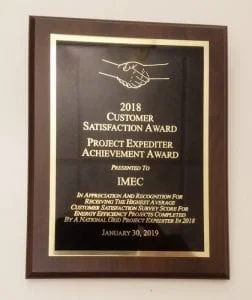 2018
CUSTOMER
SATISFACTION AWARD
PROJECT EXPEDITER
ACHIEVEMENT AWARD
PRESENTED TO
IMEC
IN APPRECIATION AND RECOGNITION FOR
RECEIVING THE HIGHEST AVERAGE
CUSTOMER SATISFACTION SURVEY SCORE FOR
ENERGY EFFICIENCY PROJECTS COMPLETED
BY A NATIONAL GRID PROJECT EXPEDITER IN 2018
JANUARY 30, 2019